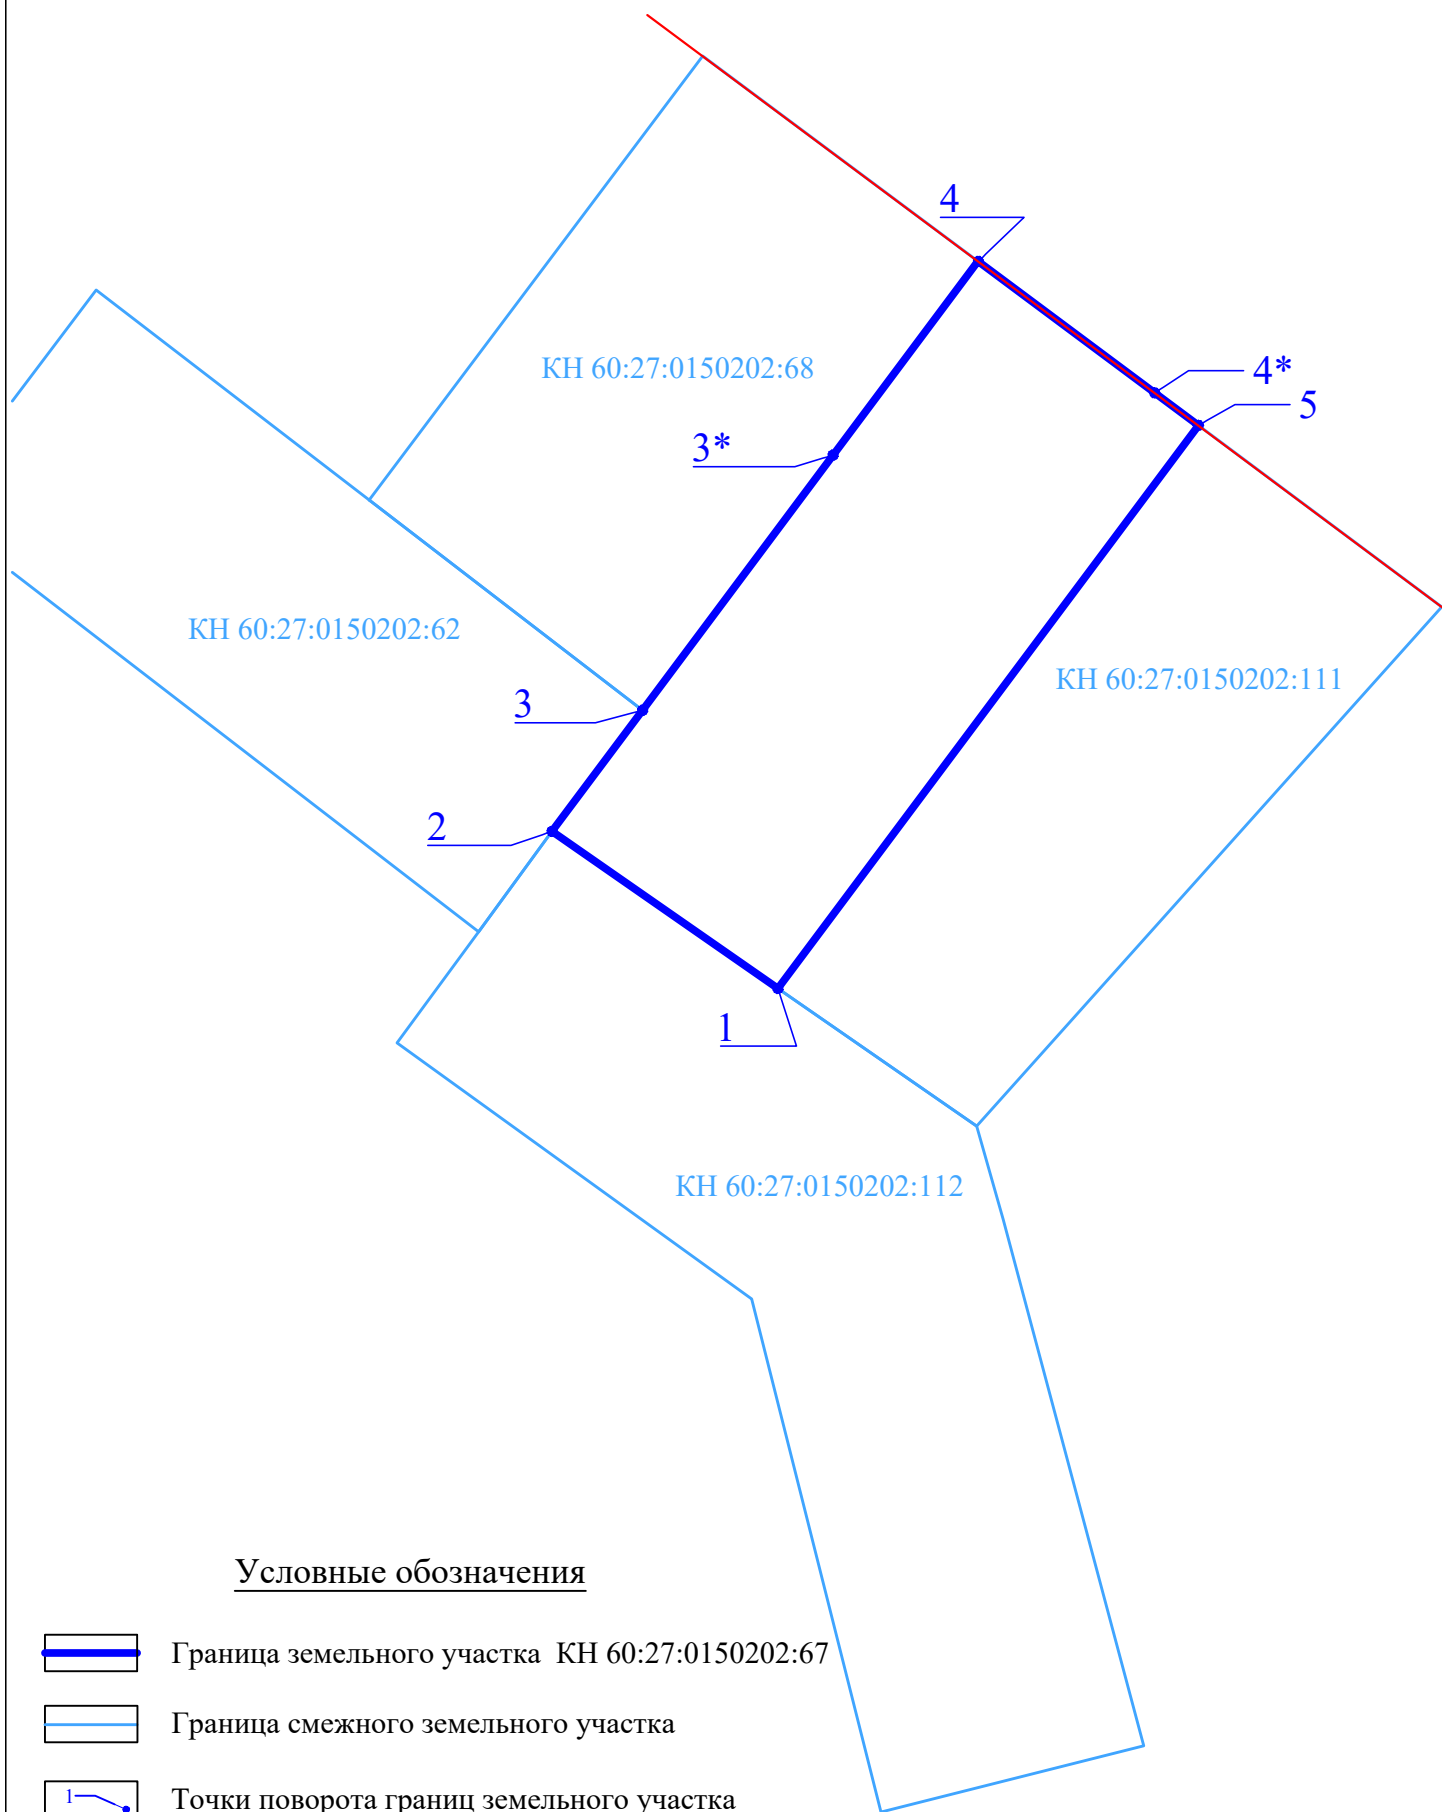 4
КН 60:27:0150202:68
4*
5
3*
КН 60:27:0150202:62
КН 60:27:0150202:111
3
2
1
КН 60:27:0150202:112
Условные обозначения
Граница земельного участка КН 60:27:0150202:67
Граница смежного земельного участка
1
Точки поворота границ земельного участка